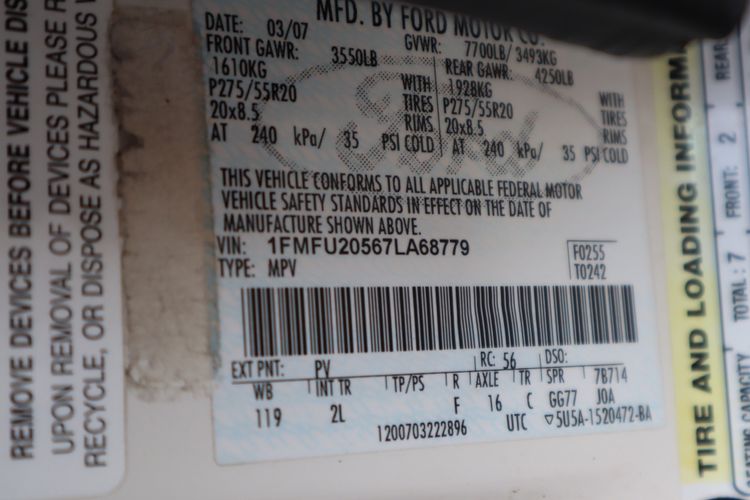 REMOVE DEVICES BEFORE VEHICLE DIS
UPON REMOVAL OF DEVICES PLEASE R
RECYCLE, OR DISPOSE AS HAZARDOUS
MFD. BY FORD MOTOR CO.
DATE: 03/07 GVWR: 7700LB/ 3493KG
FRONT GAWR: 3550LB REAR GAWR: 4250LB
1610KG WITH 1928KG WITH
P275/55R20 TIRES P275/55R20 TIRES
20x8.5 RIMS 20x8.5 RIMS
AT 240 kPa/ 35 PSI COLD AT 240 kPa/ 35 PSI COLD
Ford
THIS VEHICLE CONFORMS TO ALL APPLICABLE FEDERAL MOTOR
VEHICLE SAFETY STANDARDS IN EFFECT ON THE DATE OF
MANUFACTURE SHOWN ABOVE.
VIN: 1FMFU20567LA68779 F0255
TYPE: MPV T0242
EXT PNT: PV RC: 56 DSO:
WB INT TR TP/PS R AXLE TR SPR 7B714
119 2L F 16 C GG77 JOA
1200703222896 UTC ▽5U5A-1520472-BA
TIRE AND LOADING INFORM
SEATING CAPACITY TOTAL: 7 FRONT: 2 REAR